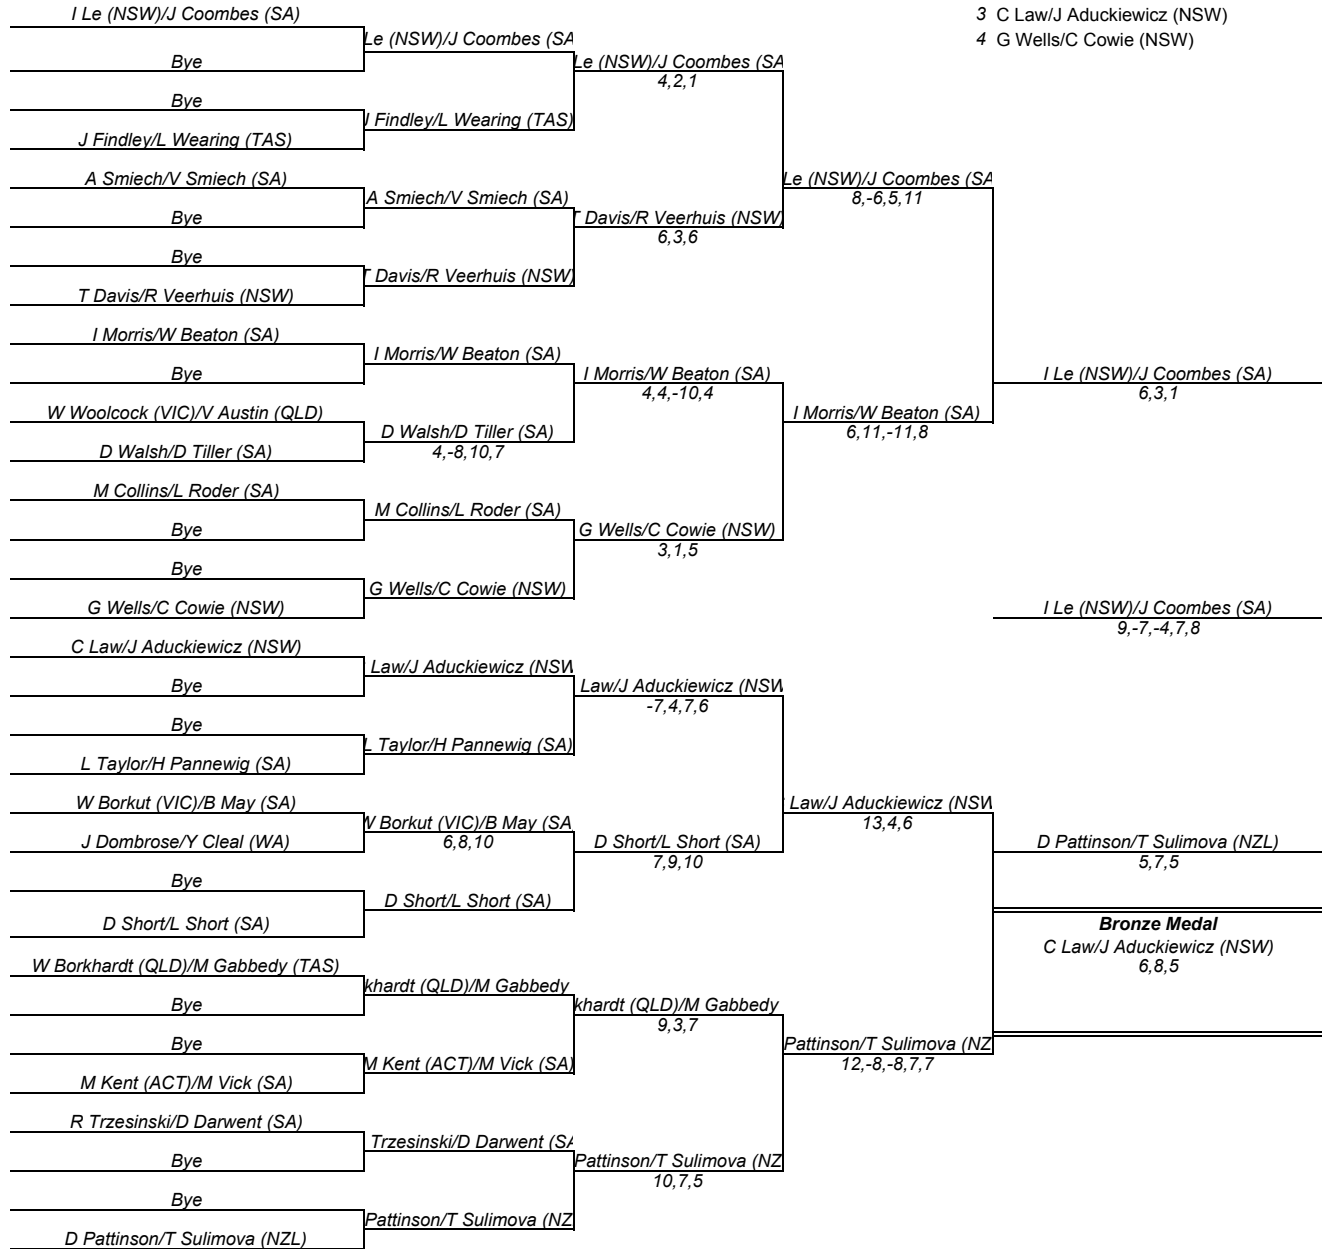 3 C Law/J Aduckiewicz (NSW)
4 G Wells/C Cowie (NSW)
I Le (NSW)/J Coombes (SA)
Bye
Bye
J Findley/L Wearing (TAS)
A Smiech/V Smiech (SA)
Bye
Bye
T Davis/R Veerhuis (NSW)
I Morris/W Beaton (SA)
Bye
W Woolcock (VIC)/V Austin (QLD)
D Walsh/D Tiller (SA)
M Collins/L Roder (SA)
Bye
Bye
G Wells/C Cowie (NSW)
C Law/J Aduckiewicz (NSW)
Bye
Bye
L Taylor/H Pannewig (SA)
W Borkut (VIC)/B May (SA)
J Dombrose/Y Cleal (WA)
Bye
D Short/L Short (SA)
W Borkhardt (QLD)/M Gabbedy (TAS)
Bye
Bye
M Kent (ACT)/M Vick (SA)
R Trzesinski/D Darwent (SA)
Bye
Bye
D Pattinson/T Sulimova (NZL)
Le (NSW)/J Coombes (SA
J Findley/L Wearing (TAS)
A Smiech/V Smiech (SA)
T Davis/R Veerhuis (NSW)
I Morris/W Beaton (SA)
D Walsh/D Tiller (SA)
4,-8,10,7
M Collins/L Roder (SA)
G Wells/C Cowie (NSW)
Law/J Aduckiewicz (NSW
L Taylor/H Pannewig (SA)
W Borkut (VIC)/B May (SA
6,8,10
D Short/L Short (SA)
khardt (QLD)/M Gabbedy
M Kent (ACT)/M Vick (SA)
Trzesinski/D Darwent (SA
Pattinson/T Sulimova (NZ
Le (NSW)/J Coombes (SA
4,2,1
T Davis/R Veerhuis (NSW)
6,3,6
I Morris/W Beaton (SA)
4,4,-10,4
G Wells/C Cowie (NSW)
3,1,5
Law/J Aduckiewicz (NSW
-7,4,7,6
D Short/L Short (SA)
7,9,10
khardt (QLD)/M Gabbedy
9,3,7
Pattinson/T Sulimova (NZ
10,7,5
Le (NSW)/J Coombes (SA
8,-6,5,11
I Morris/W Beaton (SA)
6,11,-11,8
Law/J Aduckiewicz (NSW
13,4,6
Pattinson/T Sulimova (NZ
12,-8,-8,7,7
I Le (NSW)/J Coombes (SA)
6,3,1
I Le (NSW)/J Coombes (SA)
9,-7,-4,7,8
D Pattinson/T Sulimova (NZL)
5,7,5
Bronze Medal
C Law/J Aduckiewicz (NSW)
6,8,5